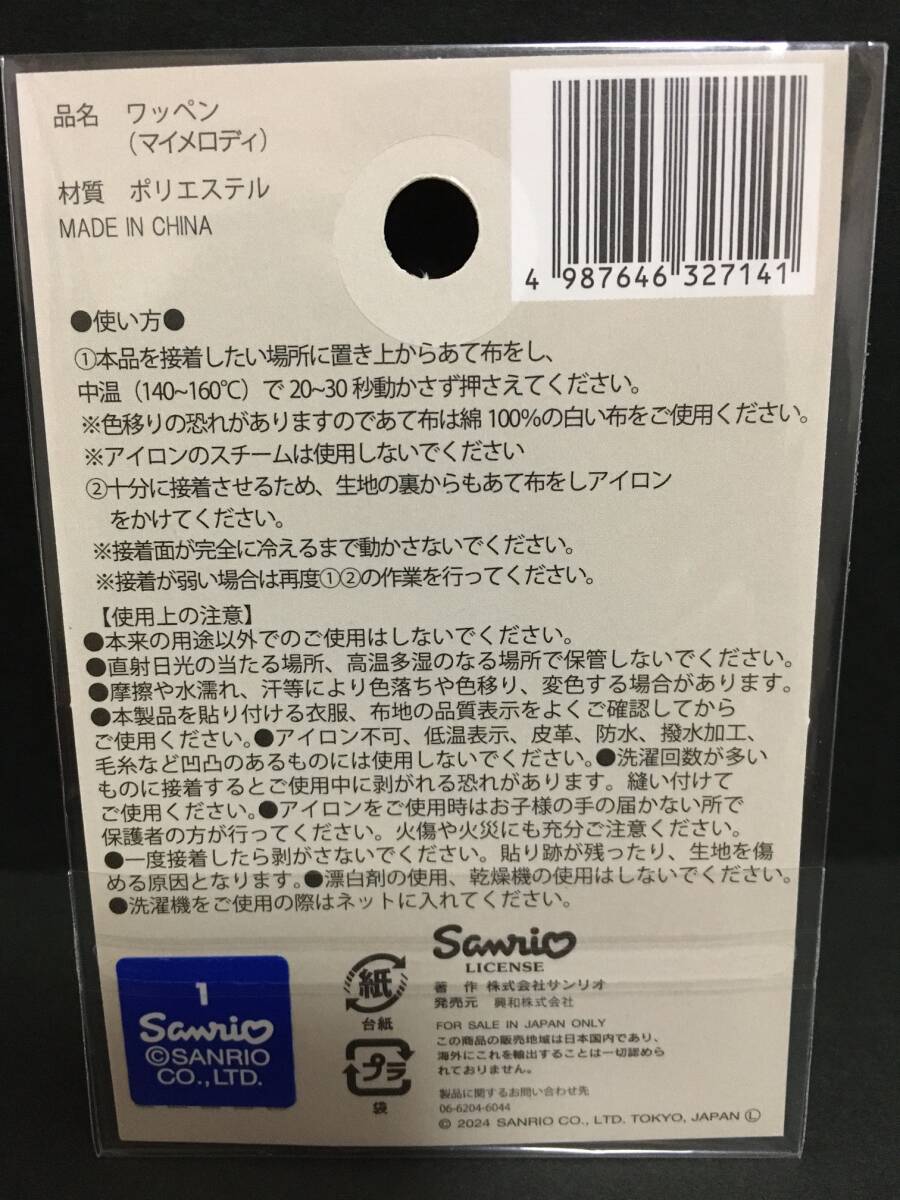 品名 ワッペン
（マイメロディ）
材質 ポリエステル
MADE IN CHINA
4 987646 327141
●使い方●
①本品を接着したい場所に置き上からあて布をし、
中温（140~160℃）で 20~30 秒動かさず押さえてください。
※色移りの恐れがありますのであて布は綿 100%の白い布をご使用ください。
※アイロンのスチームは使用しないでください
②十分に接着させるため、生地の裏からもあて布をしアイロン
をかけてください。
※接着面が完全に冷えるまで動かさないでください。
※接着が弱い場合は再度①②の作業を行ってください。
【使用上の注意】
●本来の用途以外でのご使用はしないでください。
●直射日光の当たる場所、高温多湿のなる場所で保管しないでください。
●摩擦や水濡れ、汗等により色落ちや色移り、変色する場合があります。
●本製品を貼り付ける衣服、布地の品質表示をよくご確認してから
ご使用ください。●アイロン不可、低温表示、皮革、防水、撥水加工、
毛糸など凹凸のあるものには使用しないでください。●洗濯回数が多い
ものに接着するとご使用中に剥がれる恐れがあります。縫い付けて
ご使用ください。●アイロンをご使用時はお子様の手の届かない所で
保護者の方が行ってください。火傷や火災にも充分ご注意ください。
●一度接着したら剥がさないでください。貼り跡が残ったり、生地を傷
める原因となります。●漂白剤の使用、乾燥機の使用はしないでください。
●洗濯機をご使用の際はネットに入れてください。
1
Sanrio
©SANRIO
CO.,LTD.
紙
台紙
プラ
袋
Sanrio
LICENSE
著 作 株式会社サンリオ
発売元 興和株式会社
FOR SALE IN JAPAN ONLY
この商品の販売地域は日本国内であり、
海外にこれを輸出することは一切認めら
れておりません。
製品に関するお問い合わせ先
06-6204-6044
© 2024 SANRIO CO., LTD. TOKYO, JAPAN Ⓛ